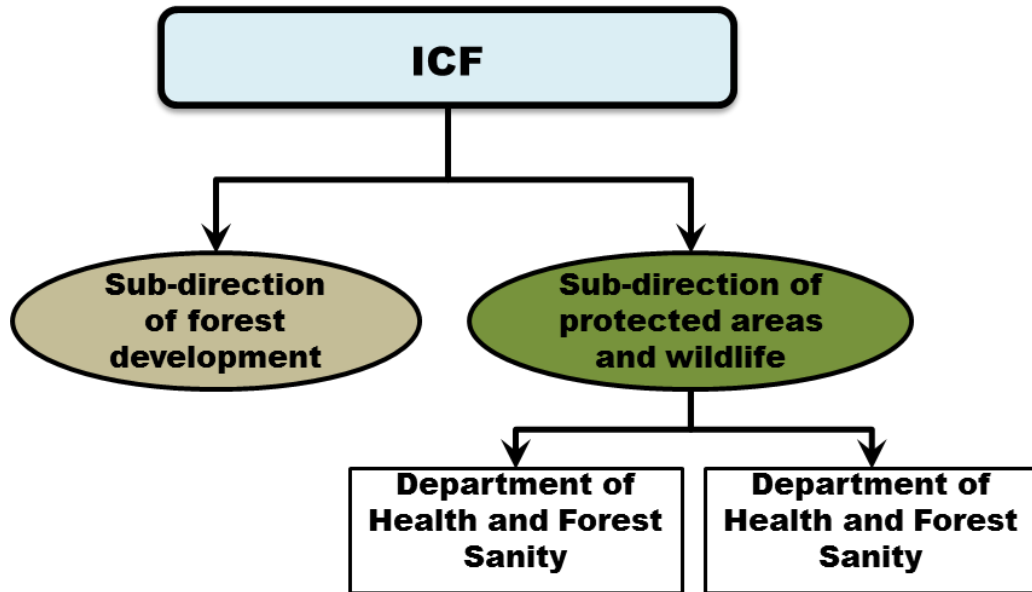 ICF
Sub-direction
of forest
development
Sub-direction of
protected areas
and wildlife
Department of
Health and Forest
Sanity
Department of
Health and Forest
Sanity